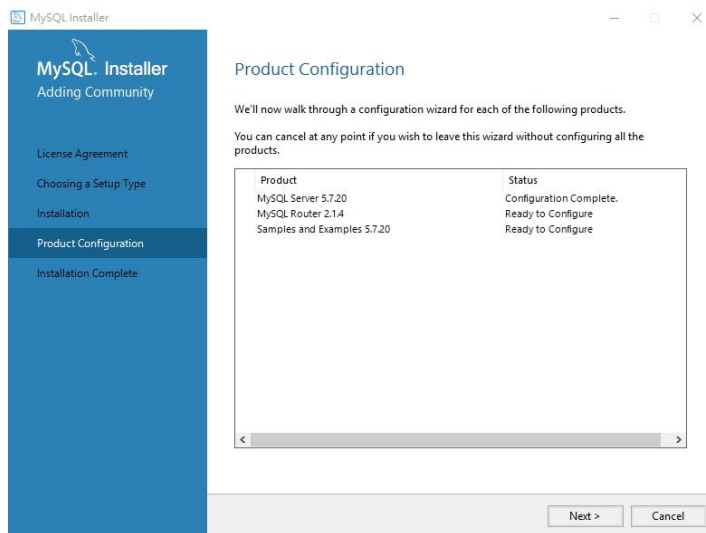 MySQL Installer
MySQL. Installer
Adding Community
License Agreement
Choosing a Setup Type
Installation
Product Configuration
Installation Complete
Product Configuration
We'll now walk through a configuration wizard for each of the following products.
You can cancel at any point if you wish to leave this wizard without configuring all the
products.
Product Status
MySQL Server 5.7.20 Configuration Complete.
MySQL Router 2.1.4 Ready to Configure
Samples and Examples 5.7.20 Ready to Configure
Next > Cancel